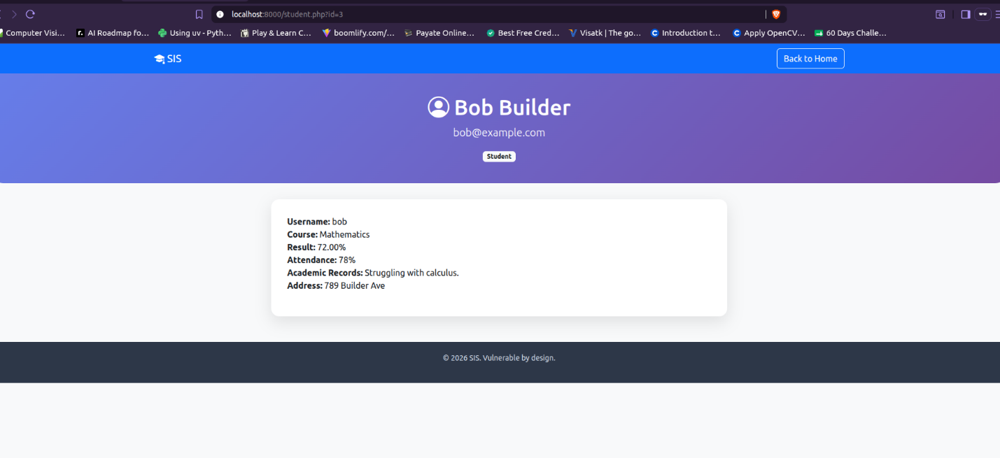 localhost:8000/student.php?id=3
Computer Visi... AI Roadmap fo... Using uv - Pyth... Play & Learn C... boomlify.com/... Payate Online... Best Free Cred... Visatk | The go... Introduction t... Apply OpenCV... 60 Days Challe...
SIS Back to Home
Bob Builder
bob@example.com
Student
Username: bob
Course: Mathematics
Result: 72.00%
Attendance: 78%
Academic Records: Struggling with calculus.
Address: 789 Builder Ave
© 2026 SIS. Vulnerable by design.